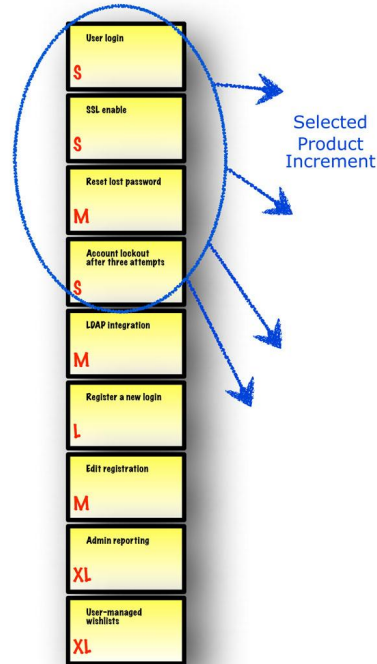 User login
S
SSL enable
S
Selected
Product
Increment
Reset lost password
M
Account lockout
after three attempts
S
LDAP integration
M
Register a new login
L
Edit registration
M
Admin reporting
XL
User-managed
wishlists
XL